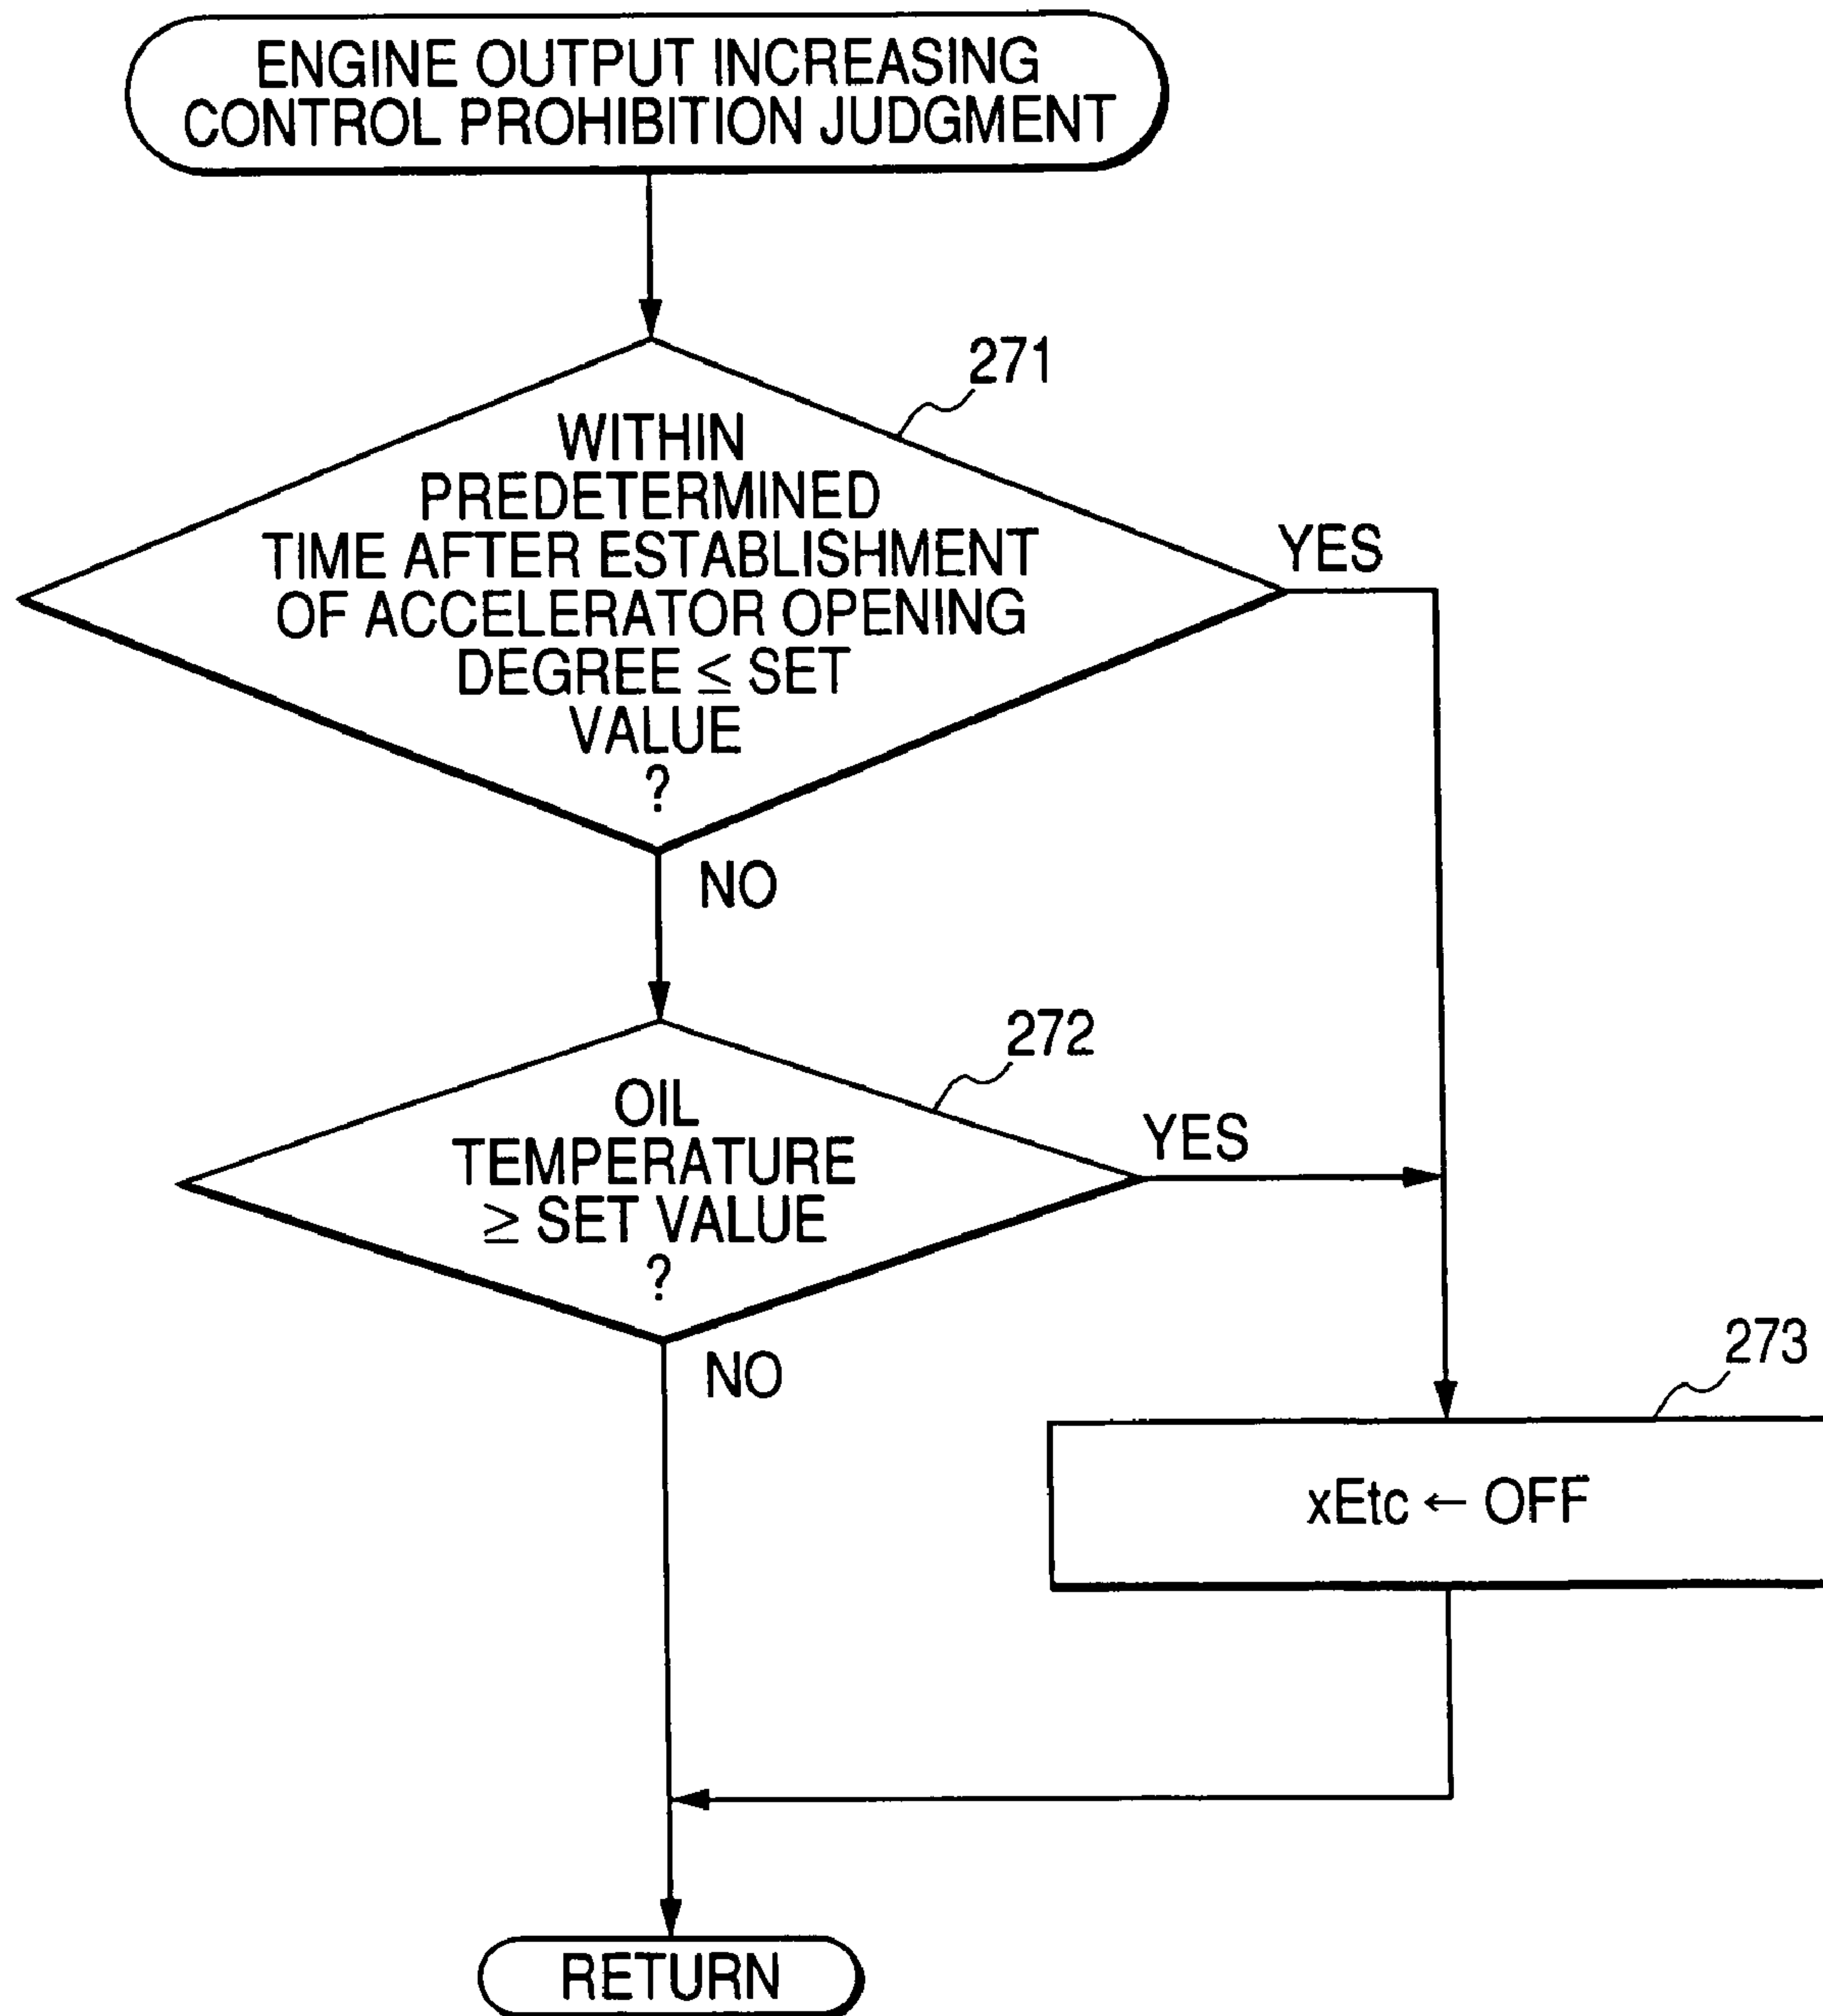 ENGINE OUTPUT INCREASING
CONTROL PROHIBITION JUDGMENT
271
WITHIN
PREDETERMINED
TIME AFTER ESTABLISHMENT
OF ACCELERATOR OPENING
DEGREE ≤ SET
VALUE
?
YES
NO
272
OIL
TEMPERATURE
≥ SET VALUE
?
YES
NO
273
xEtc ← OFF
RETURN